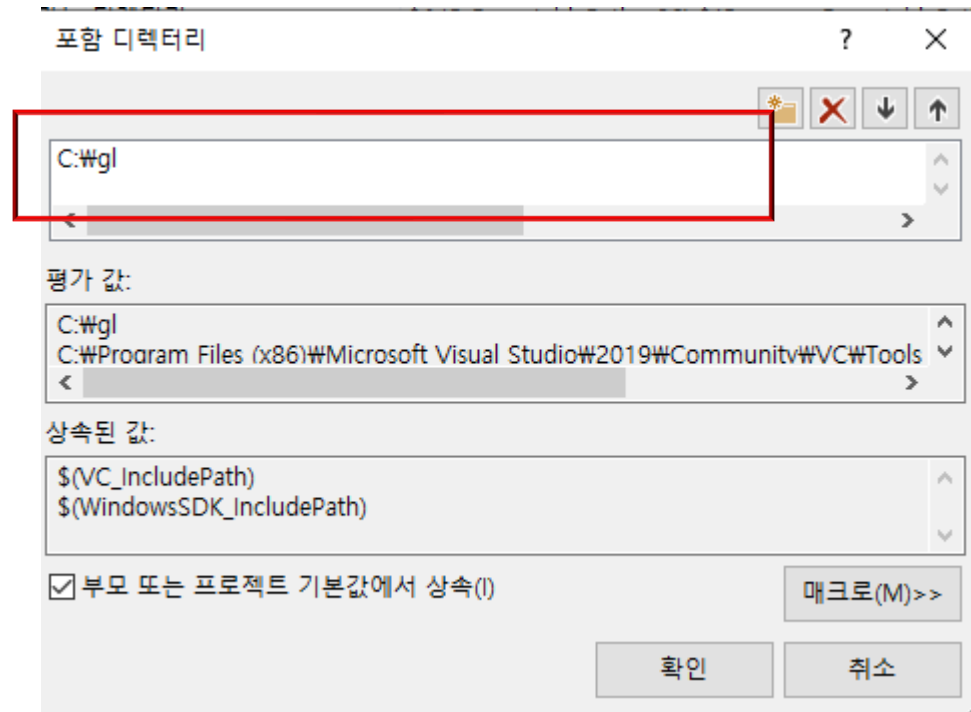 포함 디렉터리
?
C:₩gl
평가 값:
C:₩gl
C:₩Program Files (x86)₩Microsoft Visual Studio₩2019₩Community₩VC₩Tools
상속된 값:
$(VC_IncludePath)
$(WindowsSDK_IncludePath)
부모 또는 프로젝트 기본값에서 상속(I)
매크로(M)>>
확인
취소